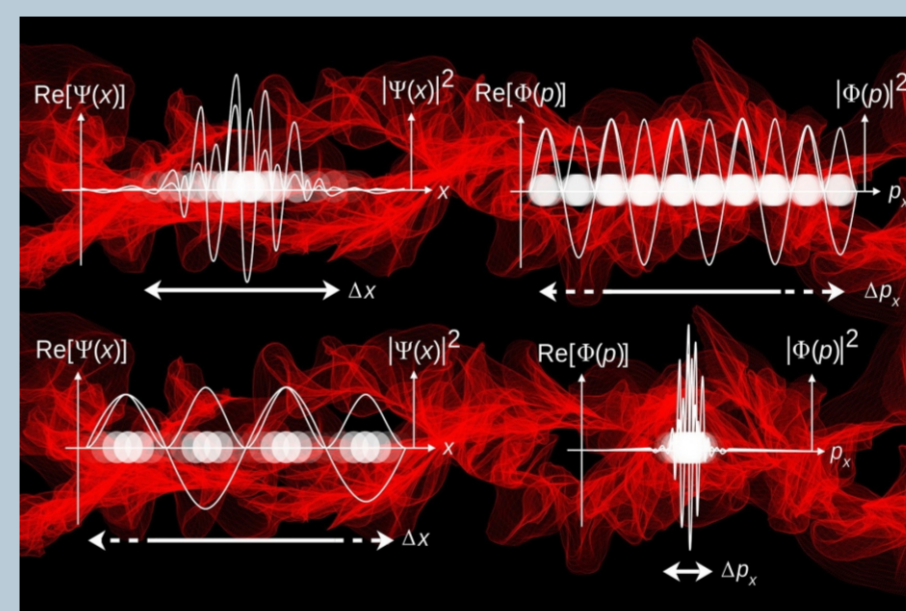 Re[Ψ(x)]
|Ψ(x)|²
x
Δx
Re[Φ(p)]
|Φ(p)|²
pₓ
Δpₓ
Re[Ψ(x)]
|Ψ(x)|²
x
Δx
Re[Φ(p)]
|Φ(p)|²
pₓ
Δpₓ